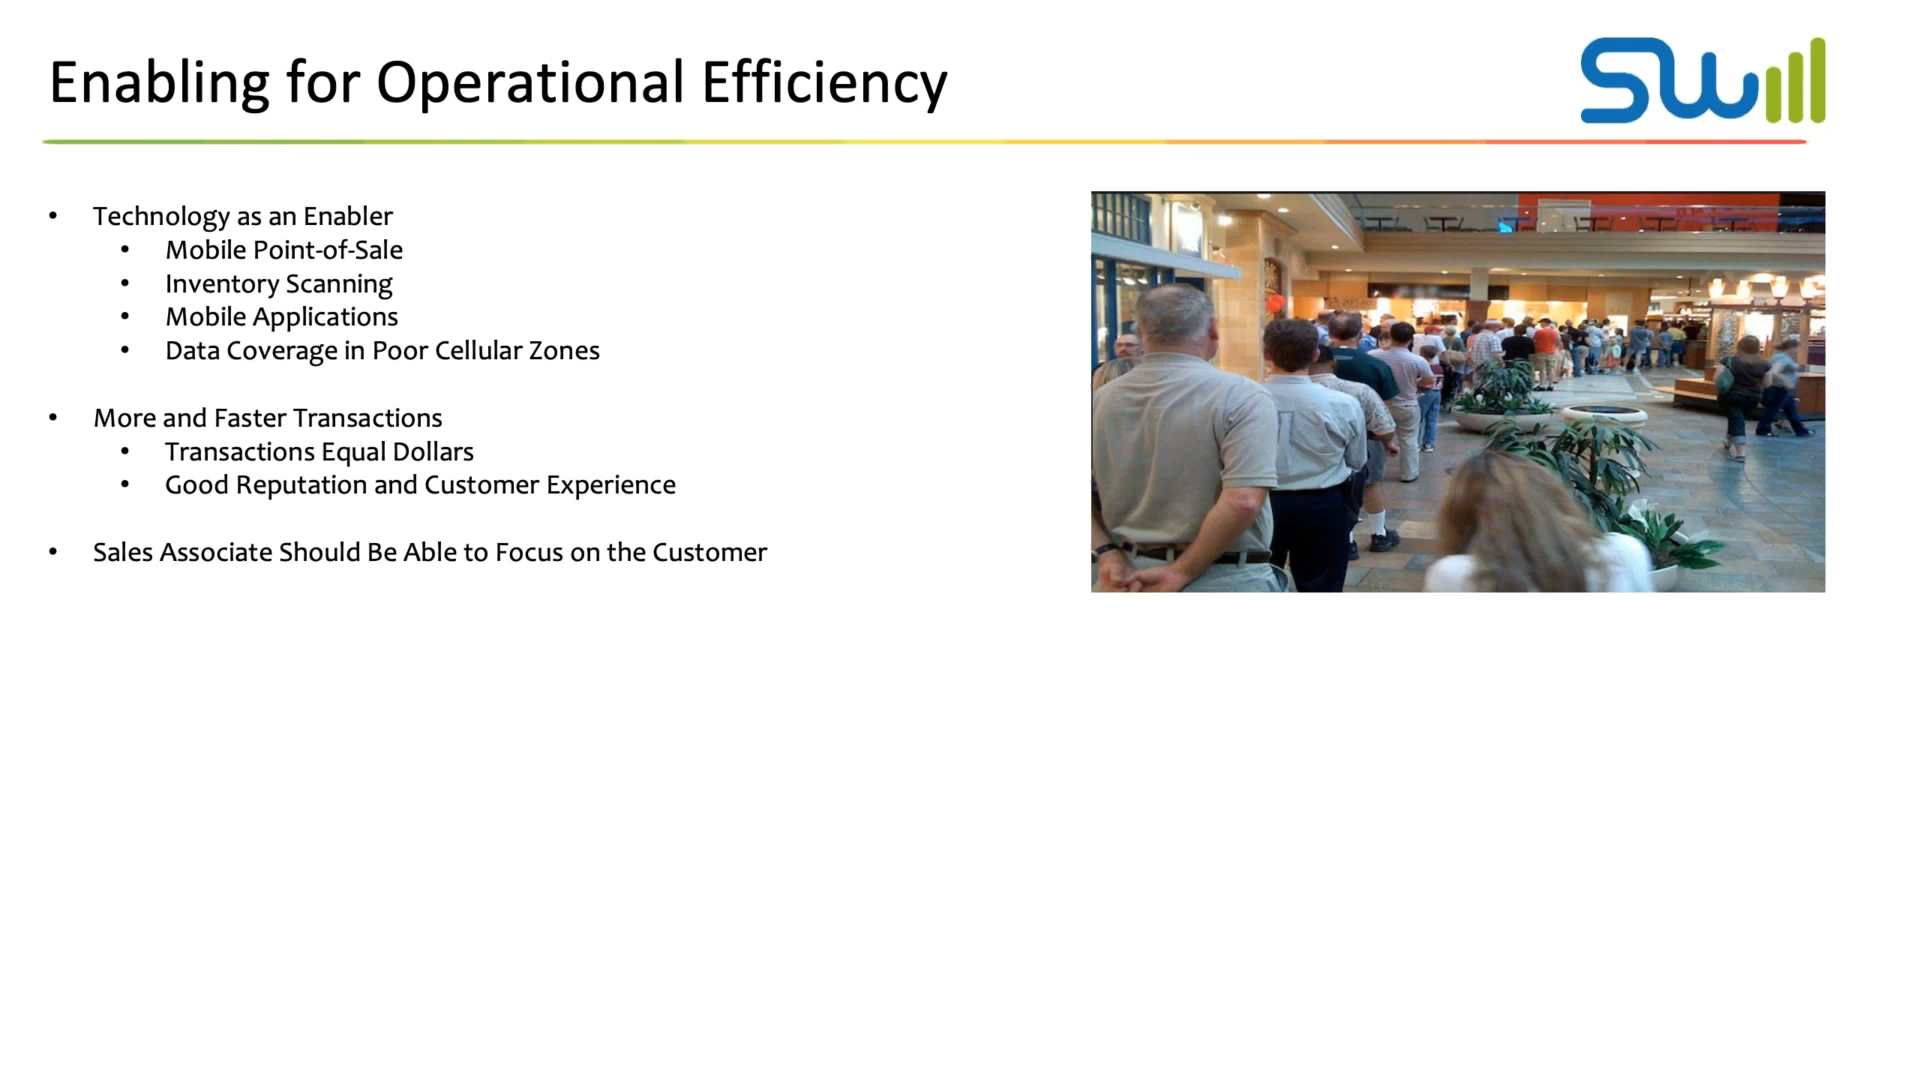 Enabling for Operational Efficiency
SW
• Technology as an Enabler
• Mobile Point-of-Sale
• Inventory Scanning
• Mobile Applications
• Data Coverage in Poor Cellular Zones
• More and Faster Transactions
• Transactions Equal Dollars
• Good Reputation and Customer Experience
• Sales Associate Should Be Able to Focus on the Customer